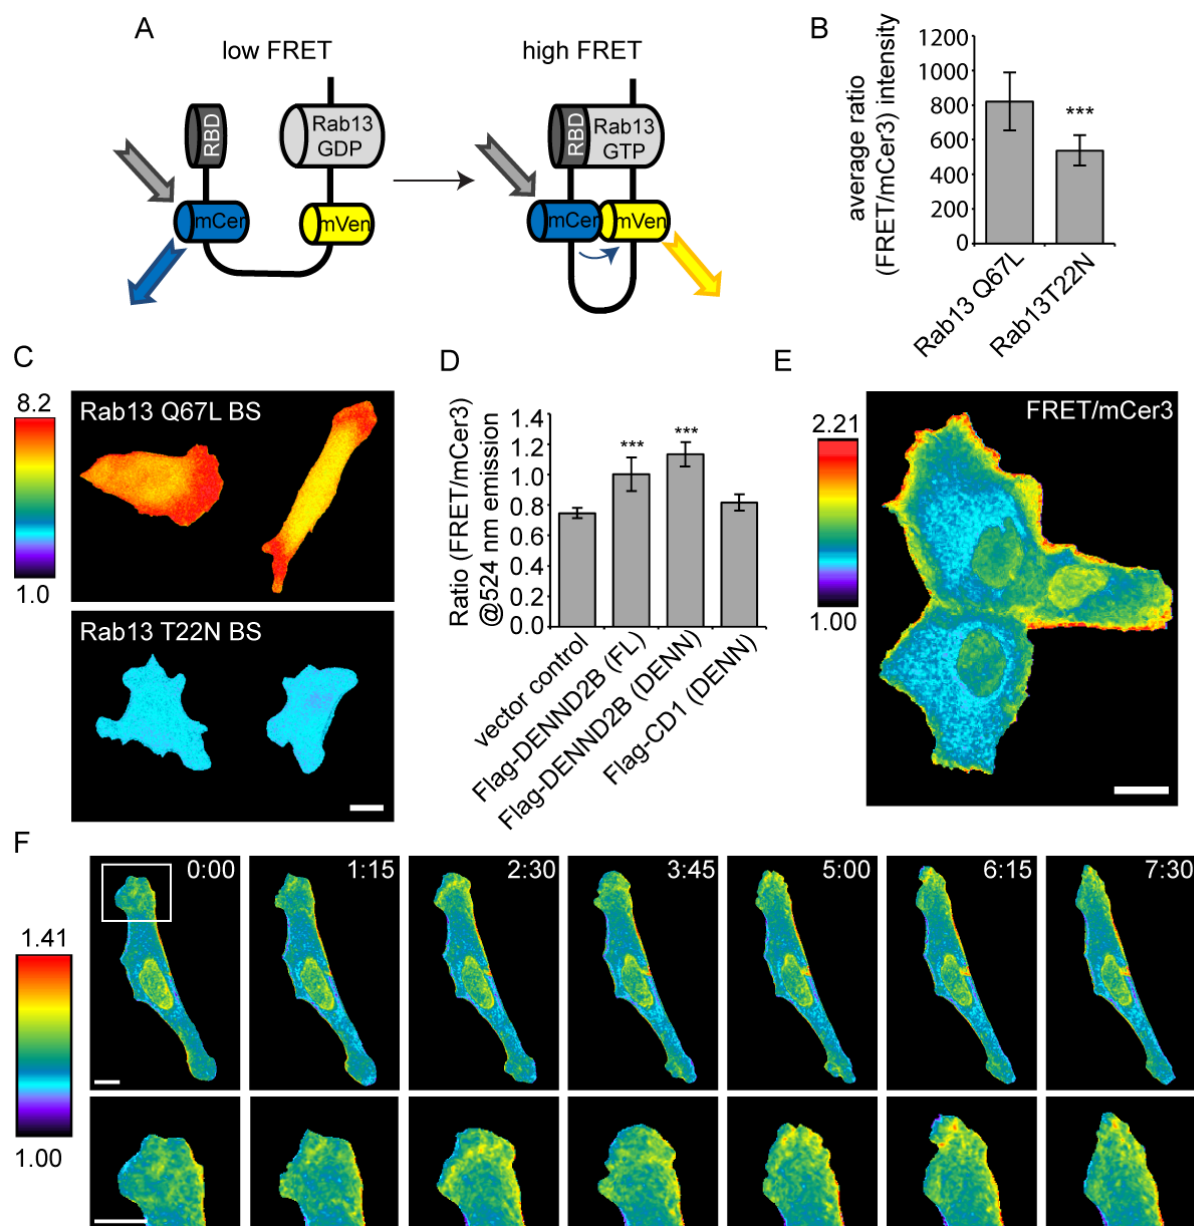 A
low FRET
high FRET
RBD
Rab13
GDP
mCer
mVen
RBD
Rab13
GTP
mCer
mVen
B
average ratio
(FRET/mCer3) intensity
1200
1000
800
600
400
200
0
***
Rab13 Q67L
Rab13T22N
C
8.2
1.0
Rab13 Q67L BS
Rab13 T22N BS
D
Ratio (FRET/mCer3)
@524 nm emission
1.4
1.2
1.0
0.8
0.6
0.4
0.2
0.0
***
***
vector control
Flag-DENND2B (FL)
Flag-DENND2B (DENN)
Flag-CD1 (DENN)
E
FRET/mCer3
2.21
1.00
F
1.41
1.00
0:00
1:15
2:30
3:45
5:00
6:15
7:30